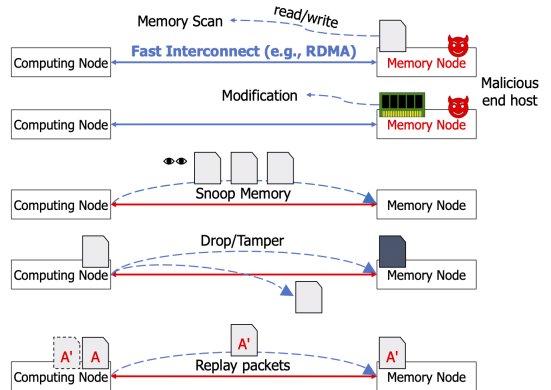 Memory Scan
read/write
Fast Interconnect (e.g., RDMA)
Computing Node
Memory Node
Malicious
end host
Modification
Computing Node
Memory Node
Snoop Memory
Computing Node
Memory Node
Drop/Tamper
Computing Node
Memory Node
A'
A' A
A'
Computing Node
Replay packets
Memory Node